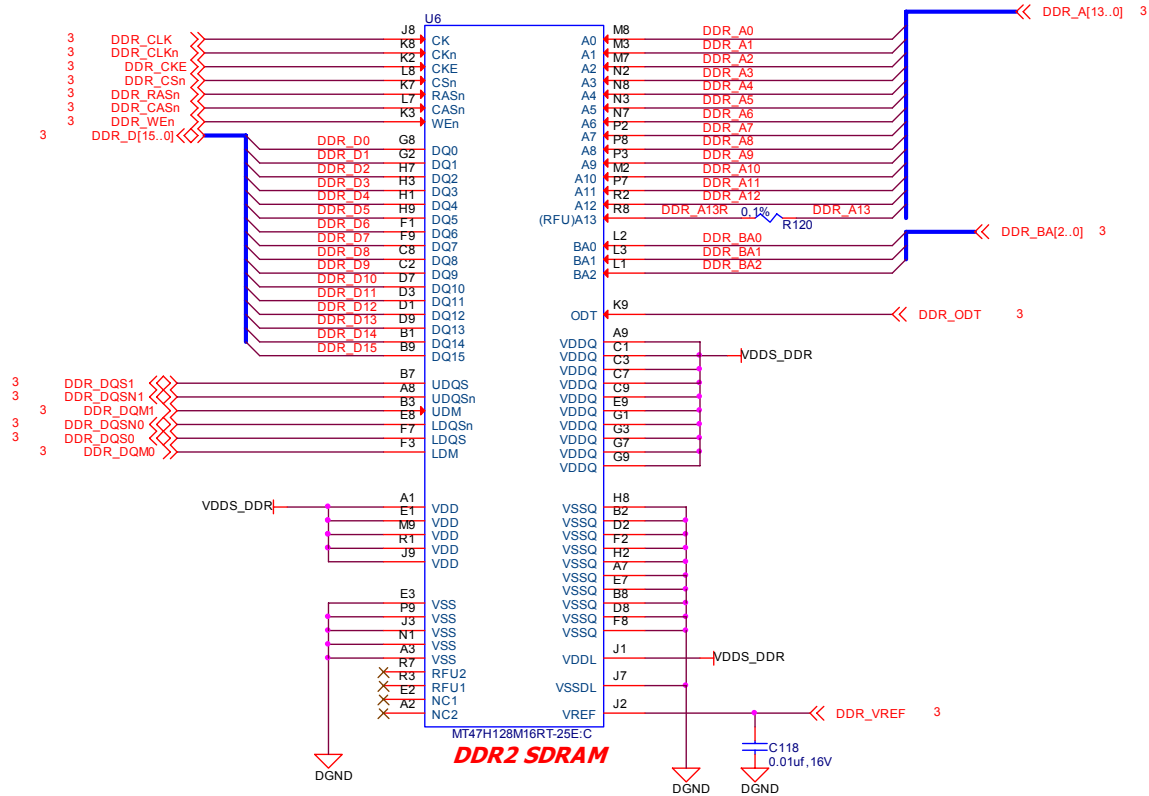 U6
DDR_A[13..0] 3
3 DDR_CLK J8 CK A0 M8 DDR_A0
3 DDR_CLKn K8 CKn A1 M3 DDR_A1
3 DDR_CKE K2 CKE A2 M7 DDR_A2
3 DDR_CSn L8 CSn A3 N2 DDR_A3
3 DDR_RASn K7 RASn A4 N8 DDR_A4
3 DDR_CASn L7 CASn A5 N3 DDR_A5
3 DDR_WEn K3 WEn A6 N7 DDR_A6
3 DDR_D[15..0] A7 P2 DDR_A7
DDR_D0 G8 DQ0 A8 P8 DDR_A8
DDR_D1 G2 DQ1 A9 P3 DDR_A9
DDR_D2 H7 DQ2 A10 M2 DDR_A10
DDR_D3 H3 DQ3 A11 P7 DDR_A11
DDR_D4 H1 DQ4 A12 R2 DDR_A12
DDR_D5 H9 DQ5 (RFU)A13 R8 DDR_A13R 0.1% R120 DDR_A13
DDR_D6 F1 DQ6
DDR_BA[2..0] 3
DDR_D7 F9 DQ7 BA0 L2 DDR_BA0
DDR_D8 C8 DQ8 BA1 L3 DDR_BA1
DDR_D9 C2 DQ9 BA2 L1 DDR_BA2
DDR_D10 D7 DQ10
DDR_D11 D3 DQ11
DDR_D12 D1 DQ12 ODT K9 DDR_ODT 3
DDR_D13 D9 DQ13
DDR_D14 B1 DQ14 VDDQ A9
DDR_D15 B9 DQ15 VDDQ C1 VDDS_DDR
VDDQ C3
3 DDR_DQS1 B7 UDQS VDDQ C7
3 DDR_DQSN1 A8 UDQSn VDDQ C9
3 DDR_DQM1 B3 UDM VDDQ E9
3 DDR_DQSN0 E8 LDQSn VDDQ G1
3 DDR_DQS0 F7 LDQS VDDQ G3
3 DDR_DQM0 F3 LDM VDDQ G7
VDDQ G9
VDDS_DDR A1 VDD VSSQ H8
E1 VDD VSSQ B2
M9 VDD VSSQ D2
R1 VDD VSSQ F2
J9 VDD VSSQ H2
VSSQ A7
VSSQ E7
E3 VSS VSSQ B8
P9 VSS VSSQ D8
J3 VSS VSSQ F8
N1 VSS
A3 VSS VDDL J1 VDDS_DDR
R7 RFU2
R3 RFU1 VSSDL J7
E2 NC1
A2 NC2 VREF J2 DDR_VREF 3
MT47H128M16RT-25E:C
DDR2 SDRAM
C118
0.01uf,16V
DGND
DGND
DGND